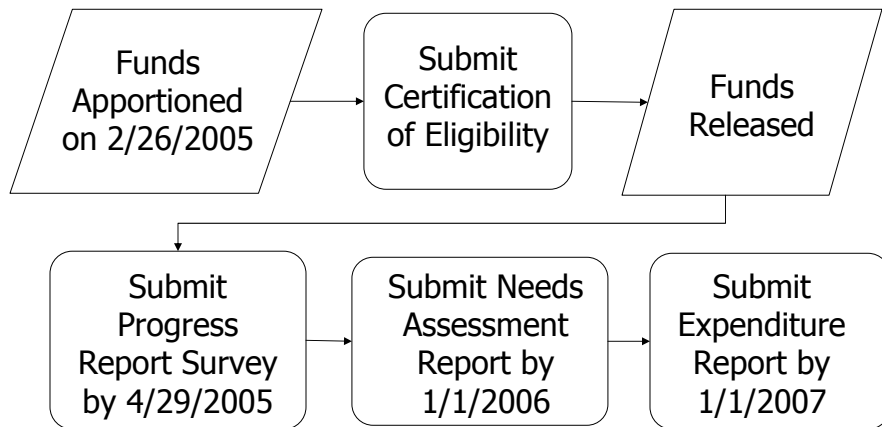 Funds
Apportioned
on 2/26/2005
Submit
Certification
of Eligibility
Funds
Released
Submit
Progress
Report Survey
by 4/29/2005
Submit Needs
Assessment
Report by
1/1/2006
Submit
Expenditure
Report by
1/1/2007